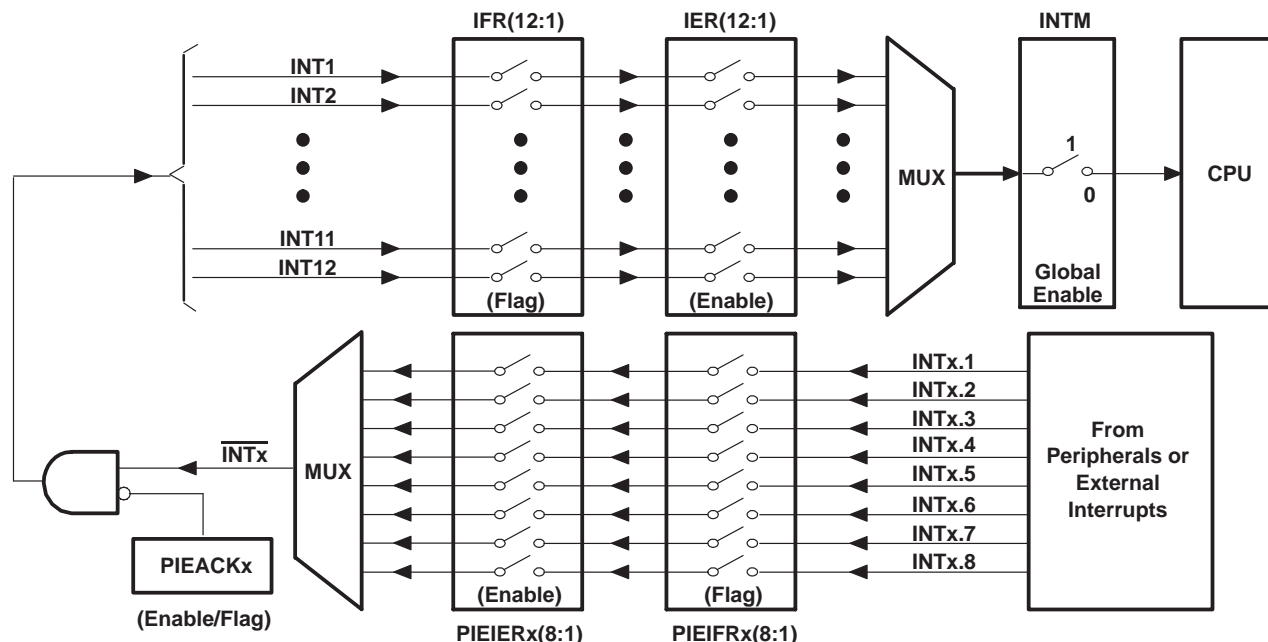 IFR(12:1)
IER(12:1)
INTM
INT1
INT2
1
MUX
CPU
0
INT11
INT12
Global
Enable
(Flag)
(Enable)
INTx.1
INTx.2
INTx.3
INTx.4
INTx.5
INTx.6
INTx.7
INTx.8
From
Peripherals or
External
Interrupts
INTx
MUX
PIEACKx
(Enable/Flag)
(Enable)
(Flag)
PIEIERx(8:1)
PIEIFRx(8:1)